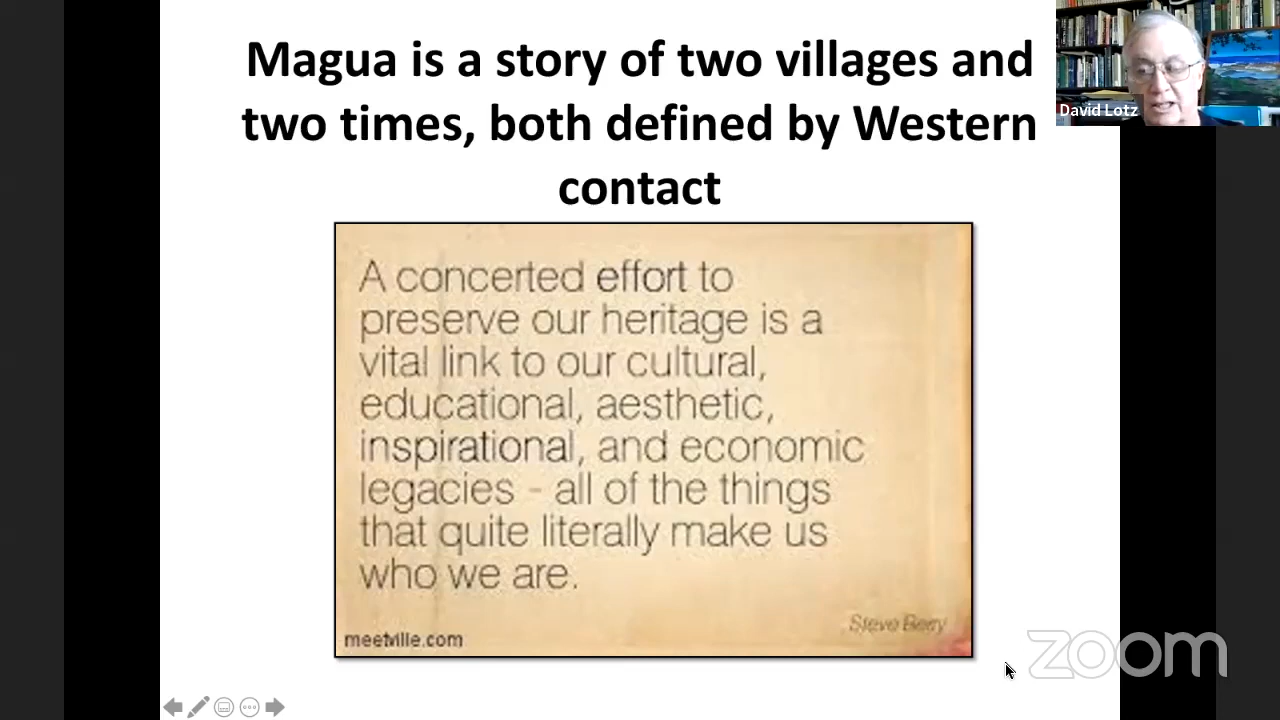 Magua is a story of two villages and
two times, both defined by Western
contact
David Lotz
A concerted effort to
preserve our heritage is a
vital link to our cultural,
educational, aesthetic,
inspirational, and economic
legacies - all of the things
that quite literally make us
who we are.
Steve Berry
meetville.com
zoom